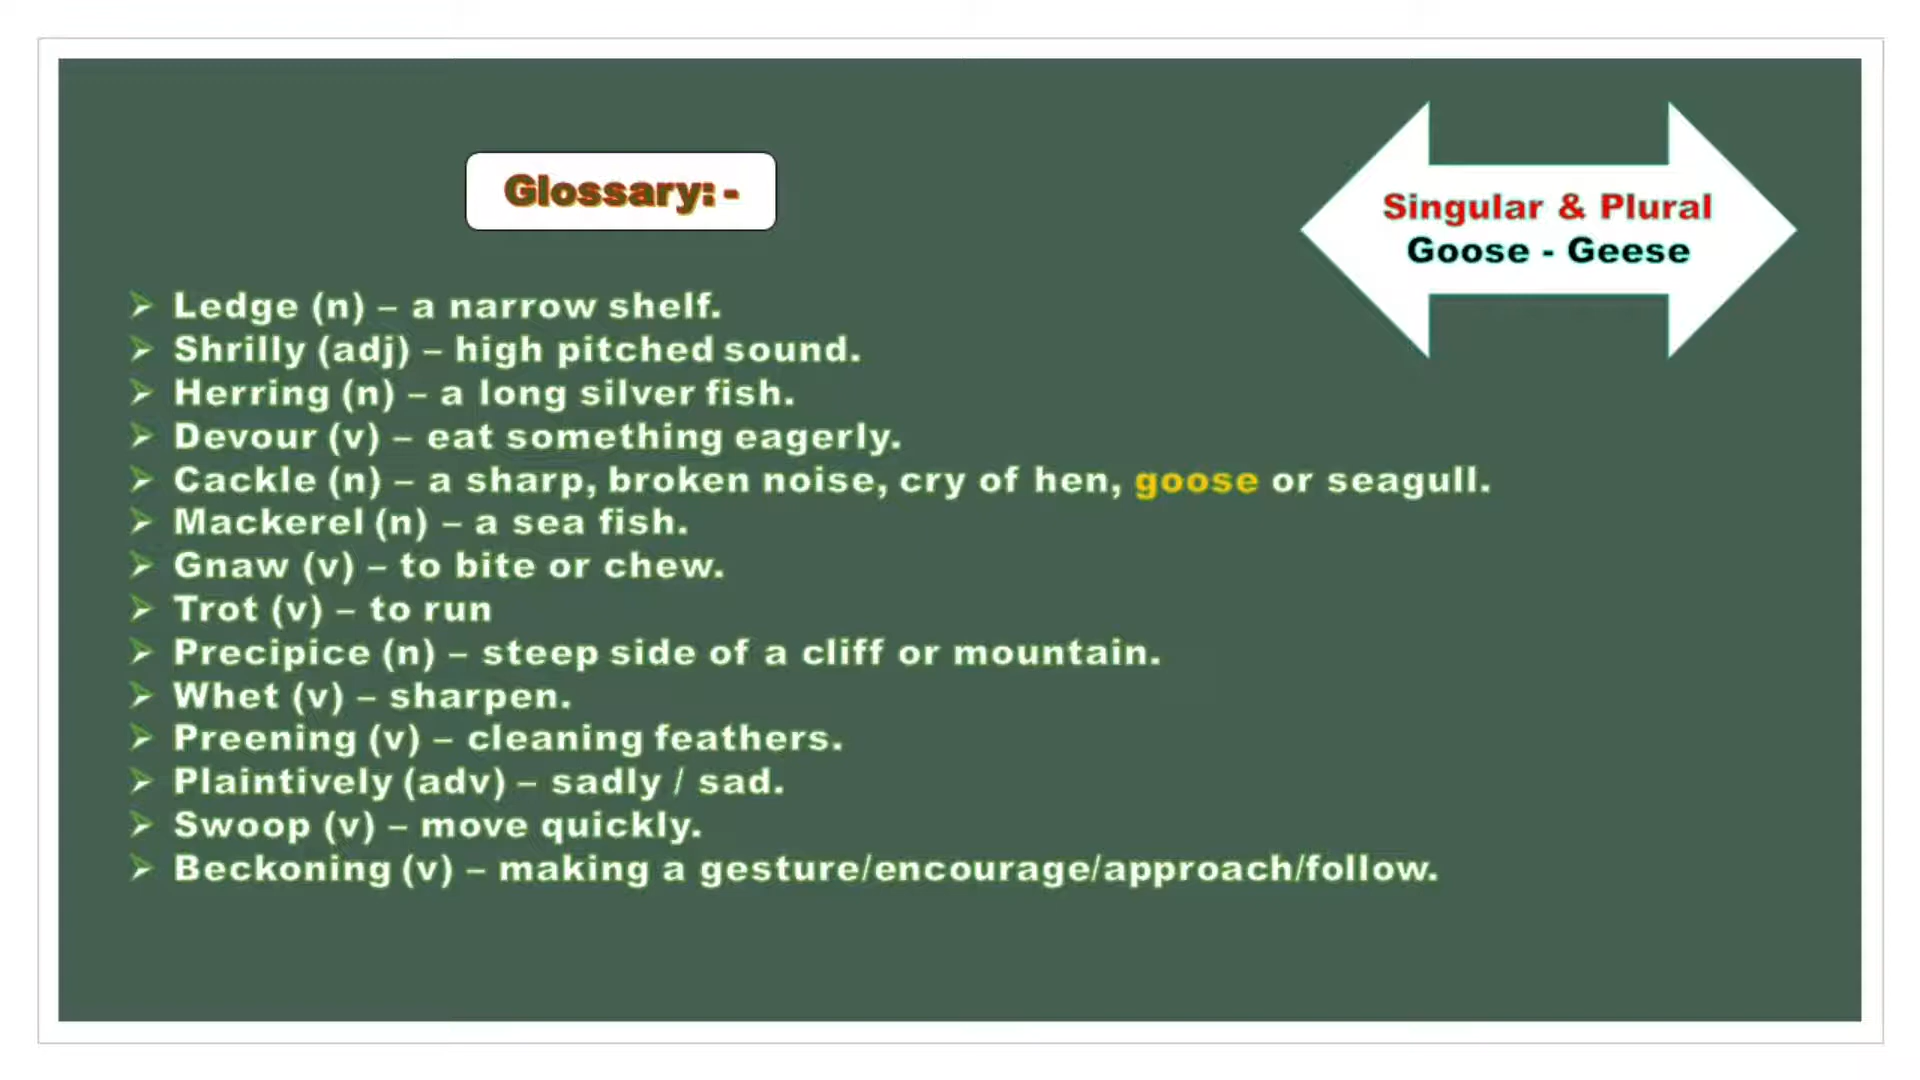 Glossary: -
Singular & Plural
Goose - Geese
Ledge (n) – a narrow shelf.
Shrilly (adj) – high pitched sound.
Herring (n) – a long silver fish.
Devour (v) – eat something eagerly.
Cackle (n) – a sharp, broken noise, cry of hen, goose or seagull.
Mackerel (n) – a sea fish.
Gnaw (v) – to bite or chew.
Trot (v) – to run
Precipice (n) – steep side of a cliff or mountain.
Whet (v) – sharpen.
Preening (v) – cleaning feathers.
Plaintively (adv) – sadly / sad.
Swoop (v) – move quickly.
Beckoning (v) – making a gesture/encourage/approach/follow.